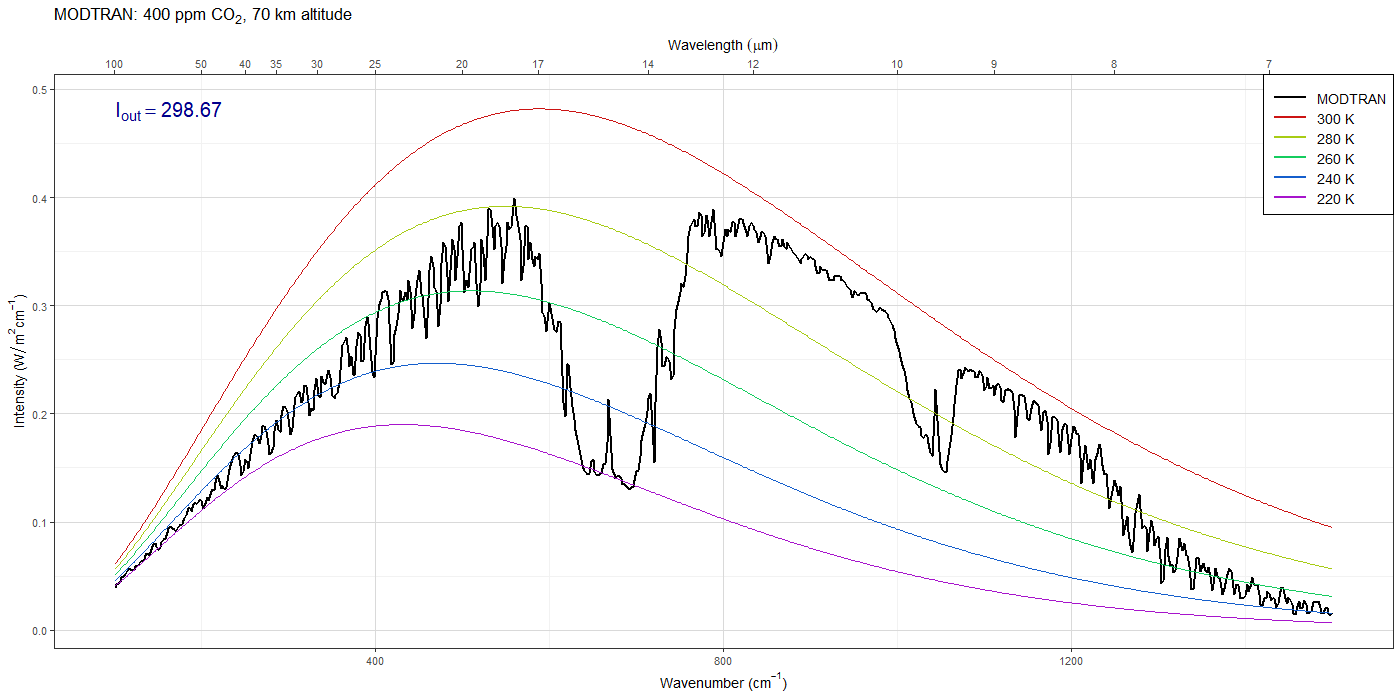 MODTRAN: 400 ppm CO₂, 70 km altitude
Wavelength (μm)
100 50 40 35 30 25 20 17 14 12 10 9 8 7
Iout = 298.67
MODTRAN
300 K
280 K
260 K
240 K
220 K
Intensity (W/m²cm⁻¹)
0.5
0.4
0.3
0.2
0.1
0.0
400 800 1200
Wavenumber (cm⁻¹)